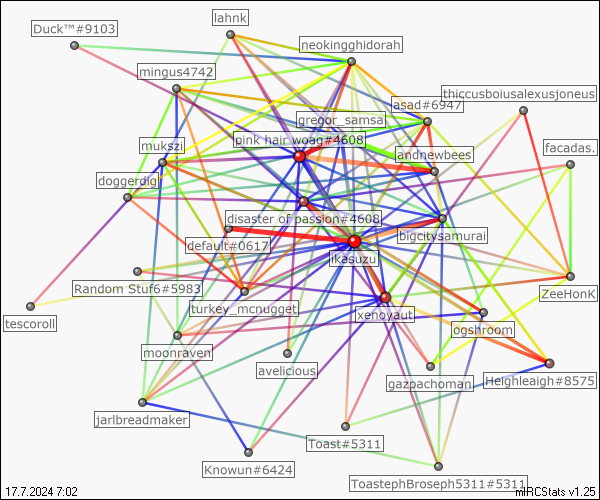 lahnk
Duck™#9103
neokingghidorah
mingus4742
thiccusboiusalexusjoneus
asad#6947
gregor_samsa
pink hair woag#4608
mukszi
facadas.
andnewbees
doggerdig
disaster of passion#4608
bigcitysamurai
default#0617
ikasuzu
Random Stuf6#5983
ZeeHonK
turkey_mcnugget
xenoyaut
tescoroll
ogshroom
moonraven
avelicious
gazpachoman
Heighleaigh#8575
jarlbreadmaker
Toast#5311
Knowun#6424
ToastephBroseph5311#5311
17.7.2024 7:02
mIRCStats v1.25